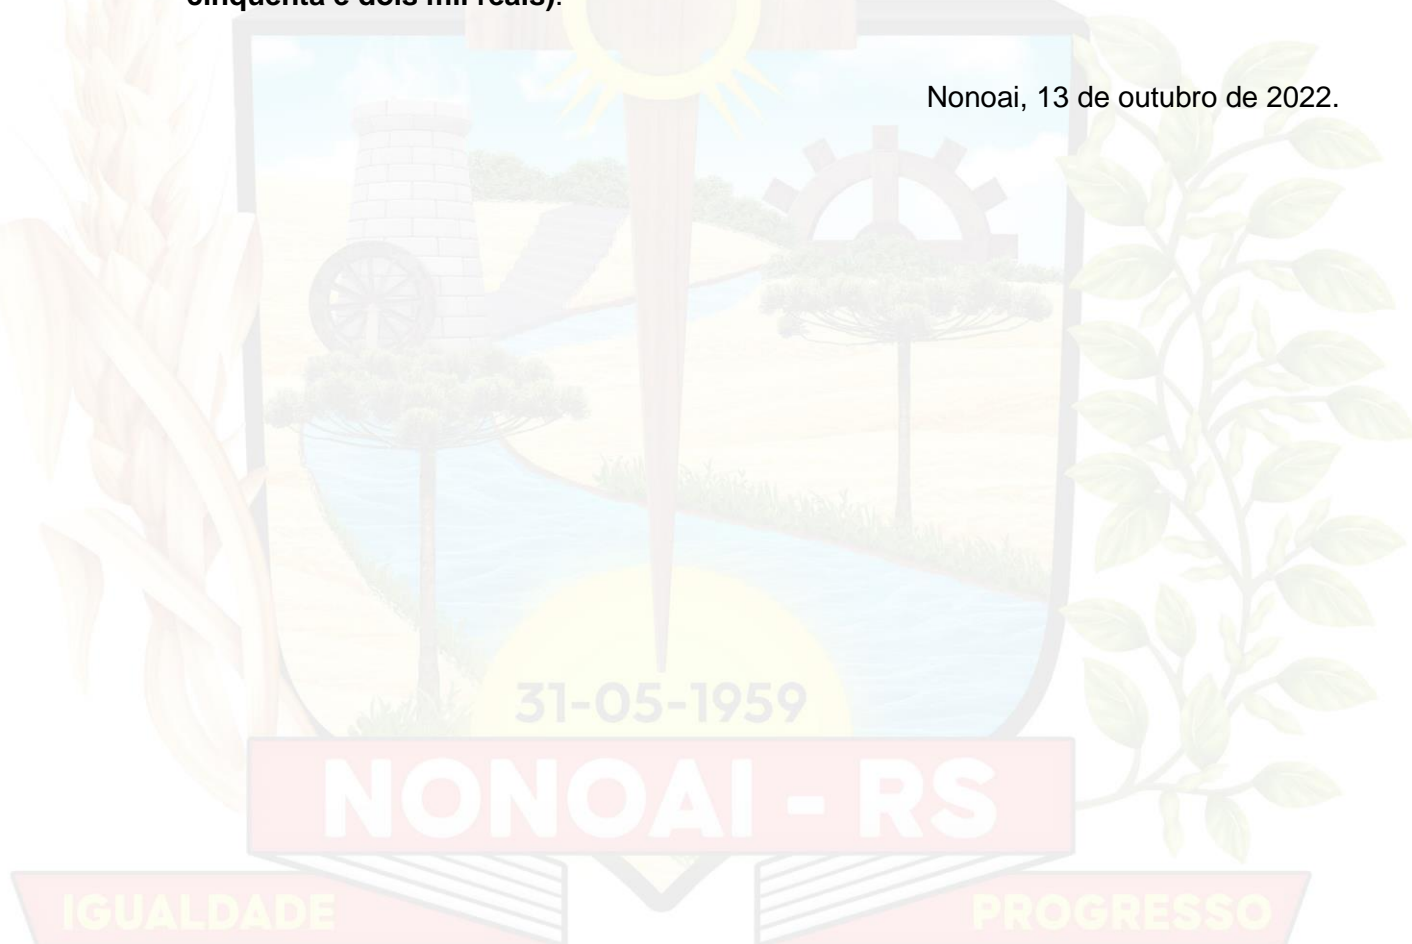 cinquenta e dois mil reais).
Nonoai, 13 de outubro de 2022.
31-05-1959
NONOAI - RS
IGUALDADE
PROGRESSO